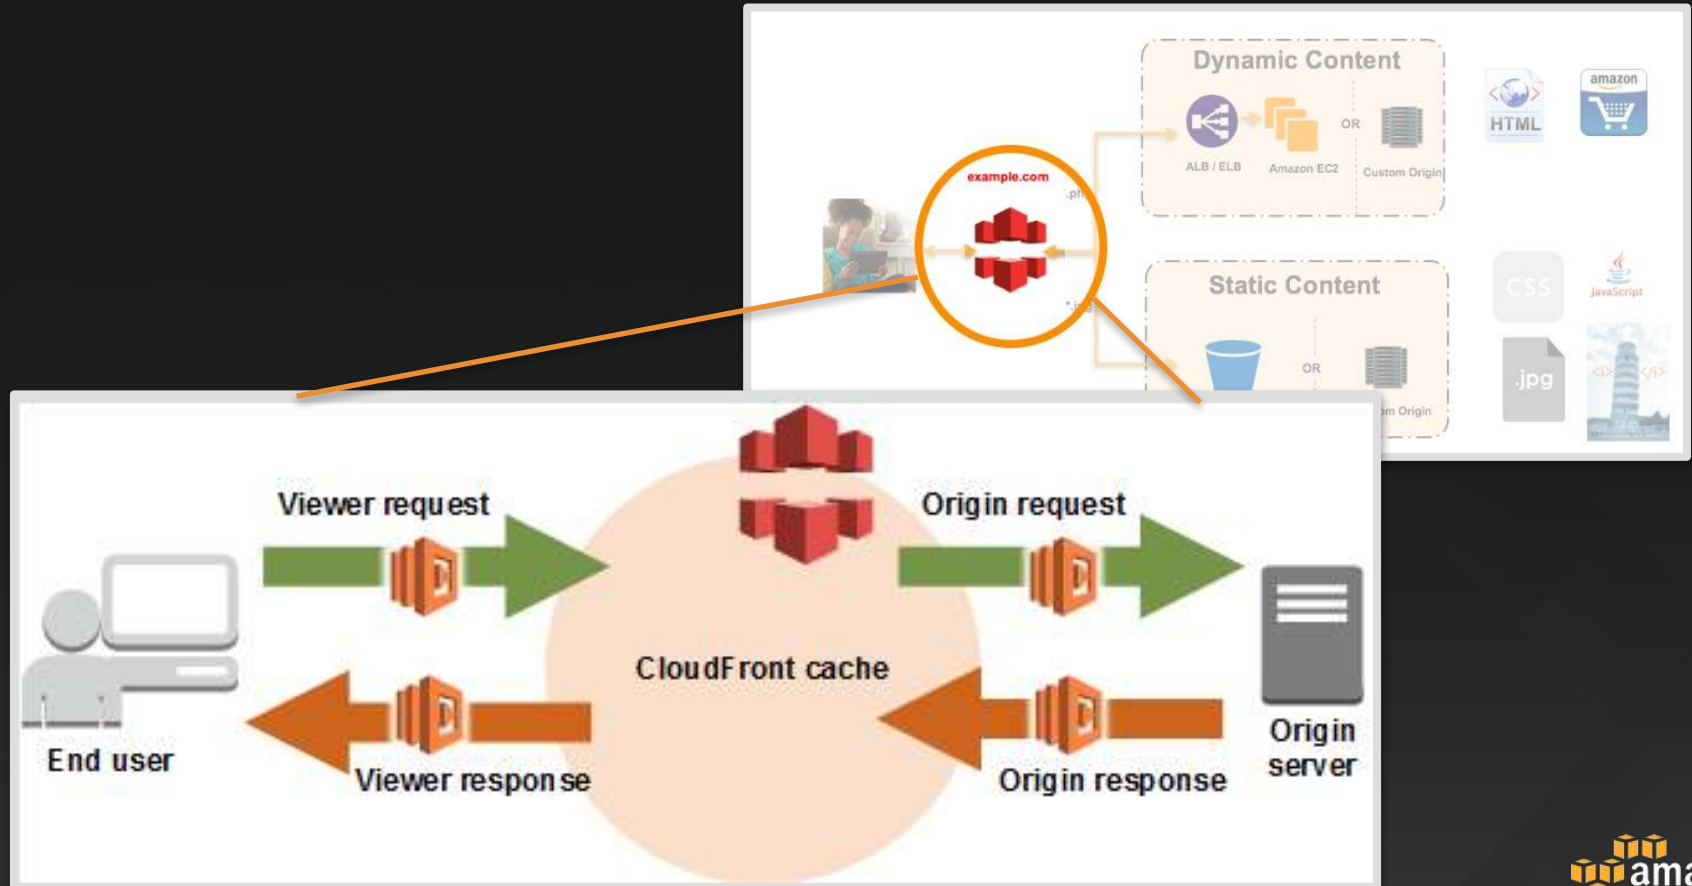 Dynamic Content
ALB / ELB
Amazon EC2
OR
Custom Origin
HTML
amazon
example.com
Static Content
OR
Origin
CSS
JavaScript
.jpg
<i>
</i>
Viewer request
Origin request
CloudFront cache
End user
Viewer response
Origin response
Origin
server